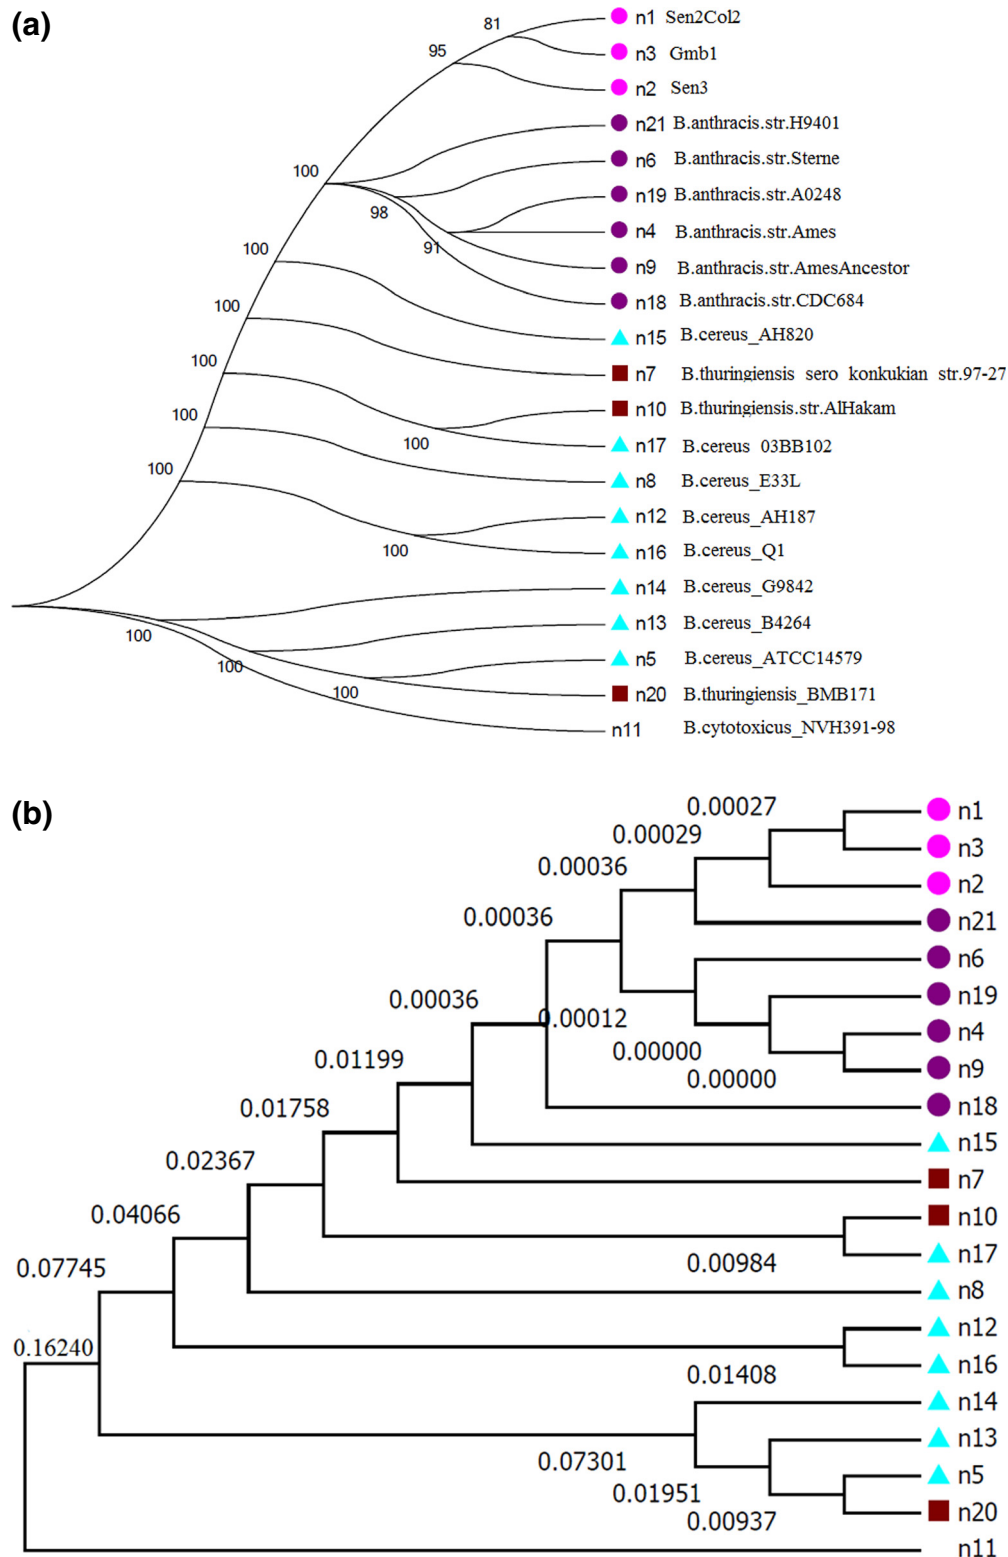 (a)
81
n1 Sen2Col2
95
n3 Gmb1
n2 Sen3
n21 B.anthracis.str.H9401
100
n6 B.anthracis.str.Sterne
98
n19 B.anthracis.str.A0248
91
n4 B.anthracis.str.Ames
100
n9 B.anthracis.str.AmesAncestor
n18 B.anthracis.str.CDC684
100
n15 B.cereus_AH820
100
n7 B.thuringiensis sero konkukian str.97-27
100
n10 B.thuringiensis.str.AlHakam
100
n17 B.cereus 03BB102
100
n8 B.cereus_E33L
n12 B.cereus_AH187
100
n16 B.cereus_Q1
n14 B.cereus_G9842
100
n13 B.cereus_B4264
100
n5 B.cereus_ATCC14579
100
n20 B.thuringiensis_BMB171
n11 B.cytotoxicus_NVH391-98
(b)
0.00027
n1
0.00029
n3
0.00036
n2
0.00036
n21
n6
0.00036
n19
0.00012
n4
0.00000
n9
0.00000
0.01199
n18
0.01758
n15
0.02367
n7
0.04066
n10
0.00984
n17
0.07745
n8
n12
0.16240
n16
0.01408
n14
0.07301
n13
0.01951
n5
0.00937
n20
n11